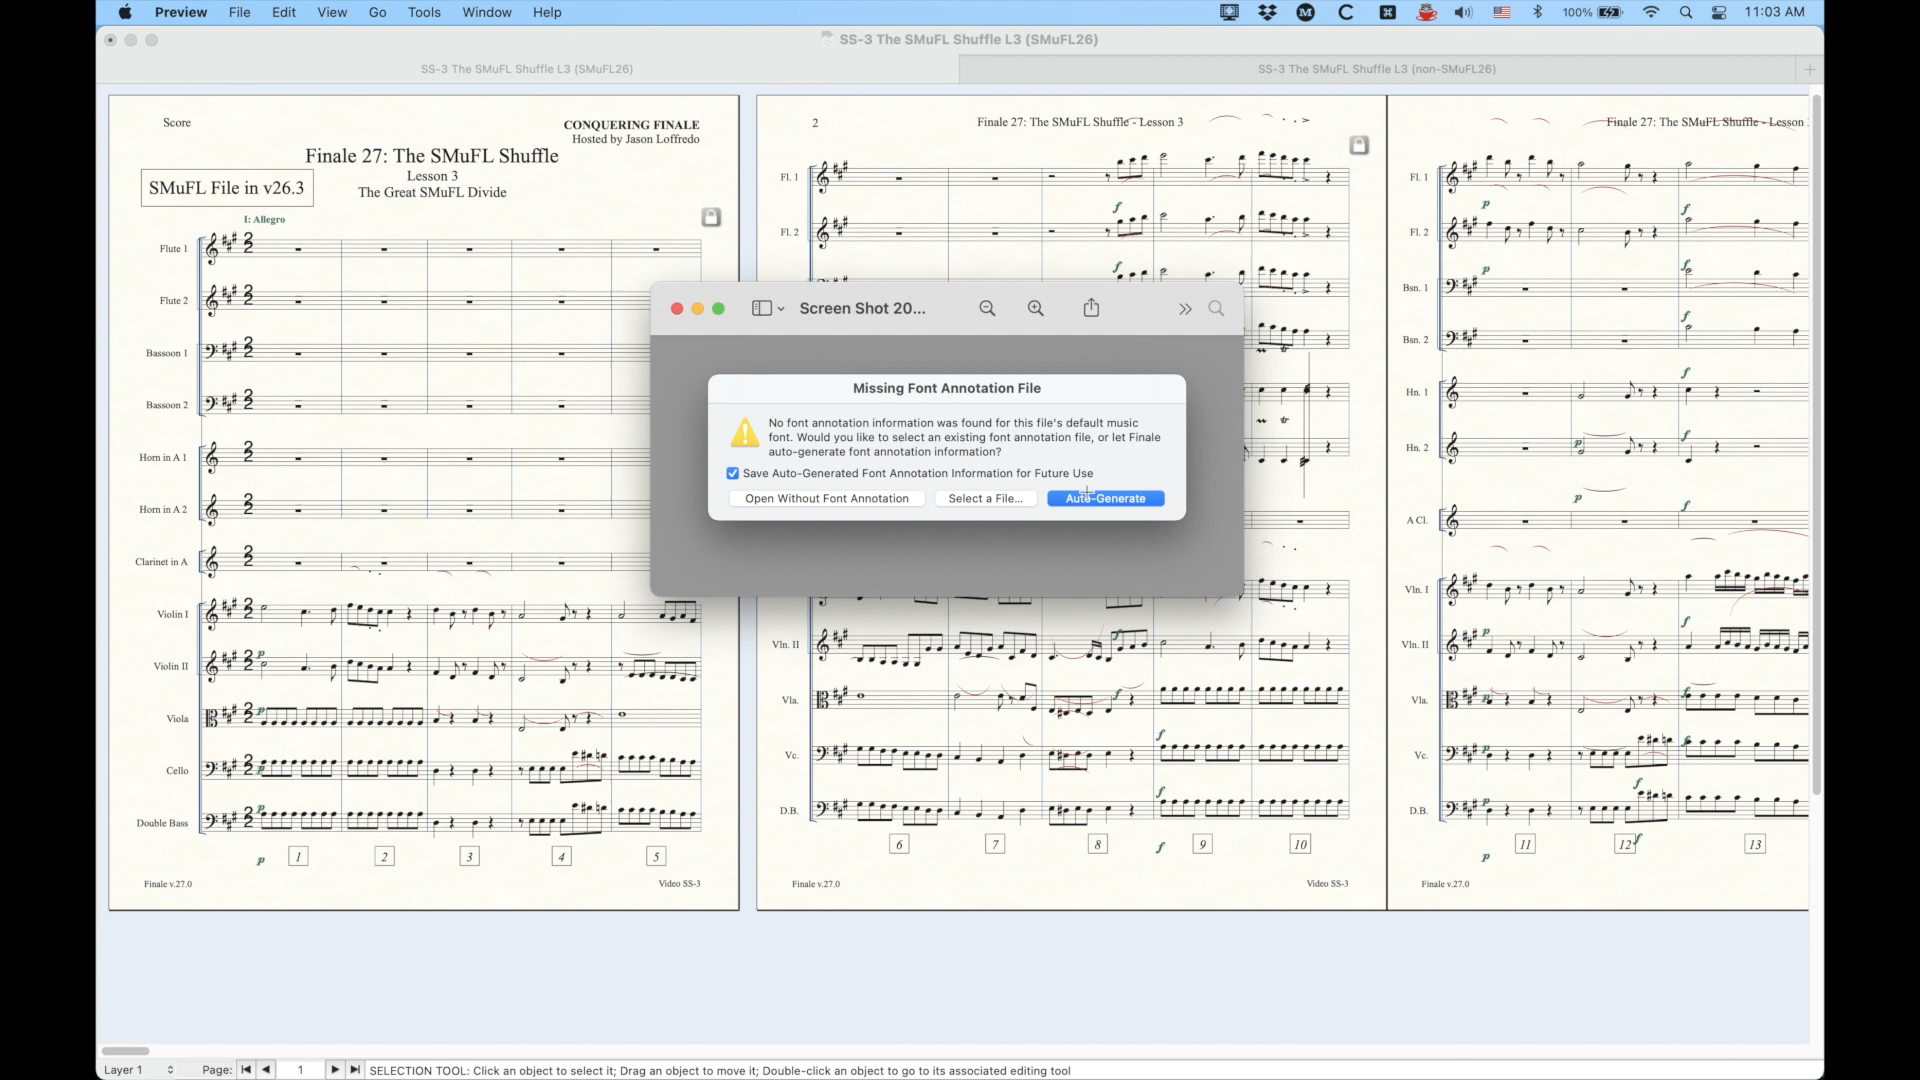 Preview File Edit View Go Tools Window Help
100% 11:03 AM
SS-3 The SMuFL Shuffle L3 (SMuFL26)
SS-3 The SMuFL Shuffle L3 (SMuFL26)
SS-3 The SMuFL Shuffle L3 (non-SMuFL26)
Score
CONQUERING FINALE
Hosted by Jason Loffredo
Finale 27: The SMuFL Shuffle
Lesson 3
The Great SMuFL Divide
SMuFL File in v26.3
I: Allegro
Flute 1
Flute 2
Bassoon 1
Bassoon 2
Horn in A 1
Horn in A 2
Clarinet in A
Violin I
Violin II
Viola
Cello
Double Bass
1 2 3 4 5
Finale v.27.0
Video SS-3
2
Finale 27: The SMuFL Shuffle - Lesson 3
Fl. 1
Fl. 2
Vln. II
Vla.
Vc.
D.B.
6 7 8 9 10
Finale v.27.0
Video SS-3
Finale 27: The SMuFL Shuffle - Lesson
Fl. 1
Fl. 2
Bsn. 1
Bsn. 2
Hn. 1
Hn. 2
A Cl.
Vln. I
Vln. II
Vla.
Vc.
D.B.
11 12 13
Finale v.27.0
Screen Shot 20...
Missing Font Annotation File
No font annotation information was found for this file's default music
font. Would you like to select an existing font annotation file, or let Finale
auto-generate font annotation information?
Save Auto-Generated Font Annotation Information for Future Use
Open Without Font Annotation
Select a File...
Auto-Generate
Layer 1
Page:
1
SELECTION TOOL: Click an object to select it; Drag an object to move it; Double-click an object to go to its associated editing tool